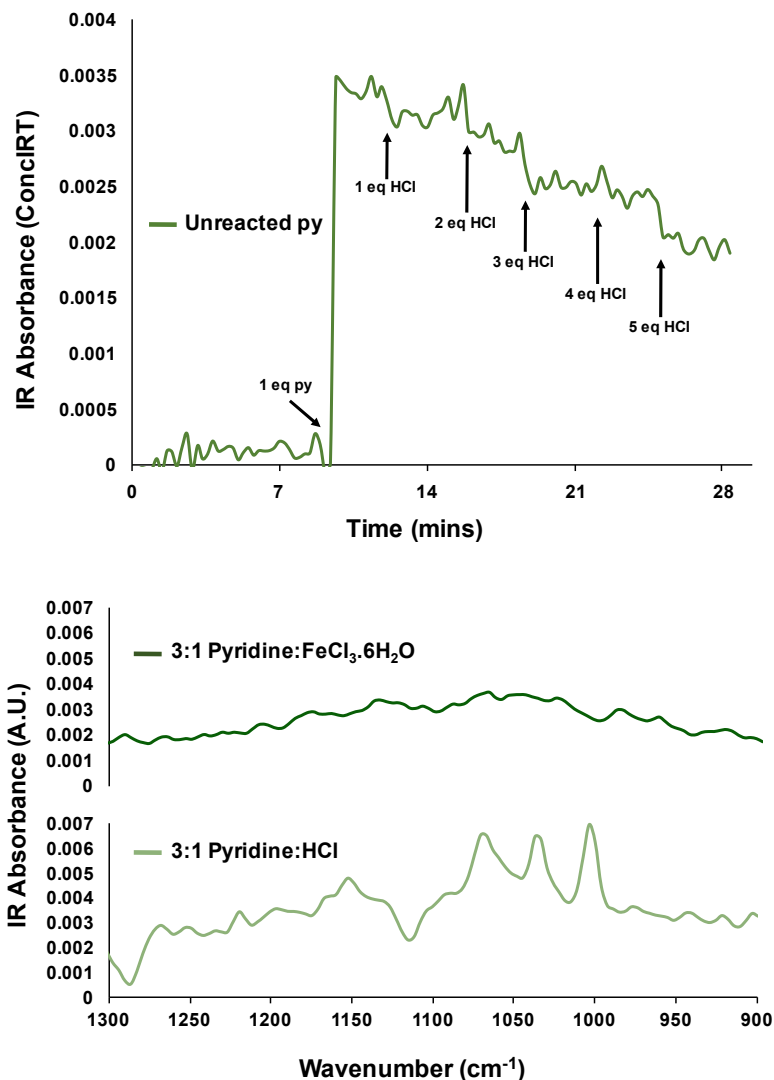 0.004
0.0035
0.003
0.0025
0.002
0.0015
0.001
0.0005
0
IR Absorbance (ConcIRT)
Unreacted py
1 eq py
1 eq HCl
2 eq HCl
3 eq HCl
4 eq HCl
5 eq HCl
0 7 14 21 28
Time (mins)
0.007
0.006
0.005
0.004
0.003
0.002
0.001
0
3:1 Pyridine:FeCl₃.6H₂O
IR Absorbance (A.U.)
0.007
0.006
0.005
0.004
0.003
0.002
0.001
0
3:1 Pyridine:HCl
1300 1250 1200 1150 1100 1050 1000 950 900
Wavenumber (cm⁻¹)